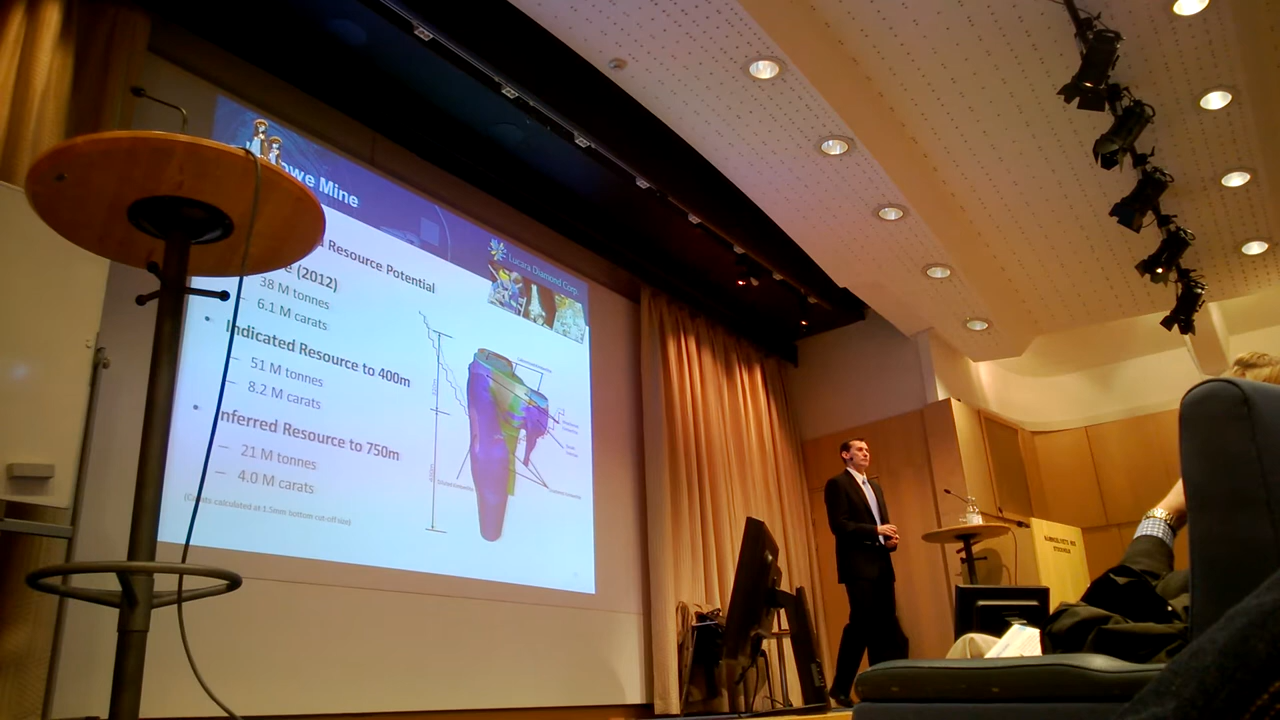 we Mine
Lucara Diamond Corp.
Resource Potential
(2012)
38 M tonnes
6.1 M carats
Indicated Resource to 400m
51 M tonnes
8.2 M carats
nferred Resource to 750m
21 M tonnes
4.0 M carats
(Carats calculated at 1.5mm bottom cut-off size)
STOCKHOLM